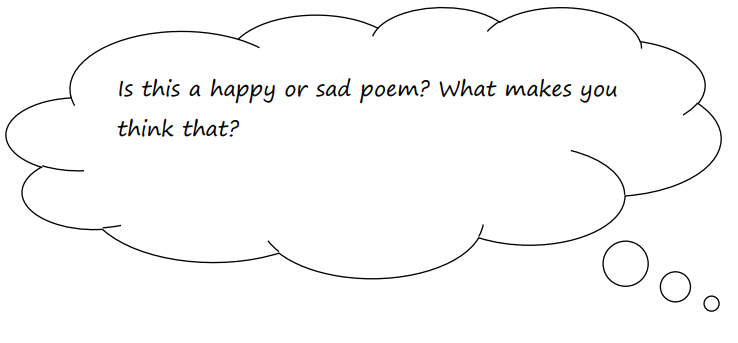 Is this a happy or sad poem? What makes you
think that?